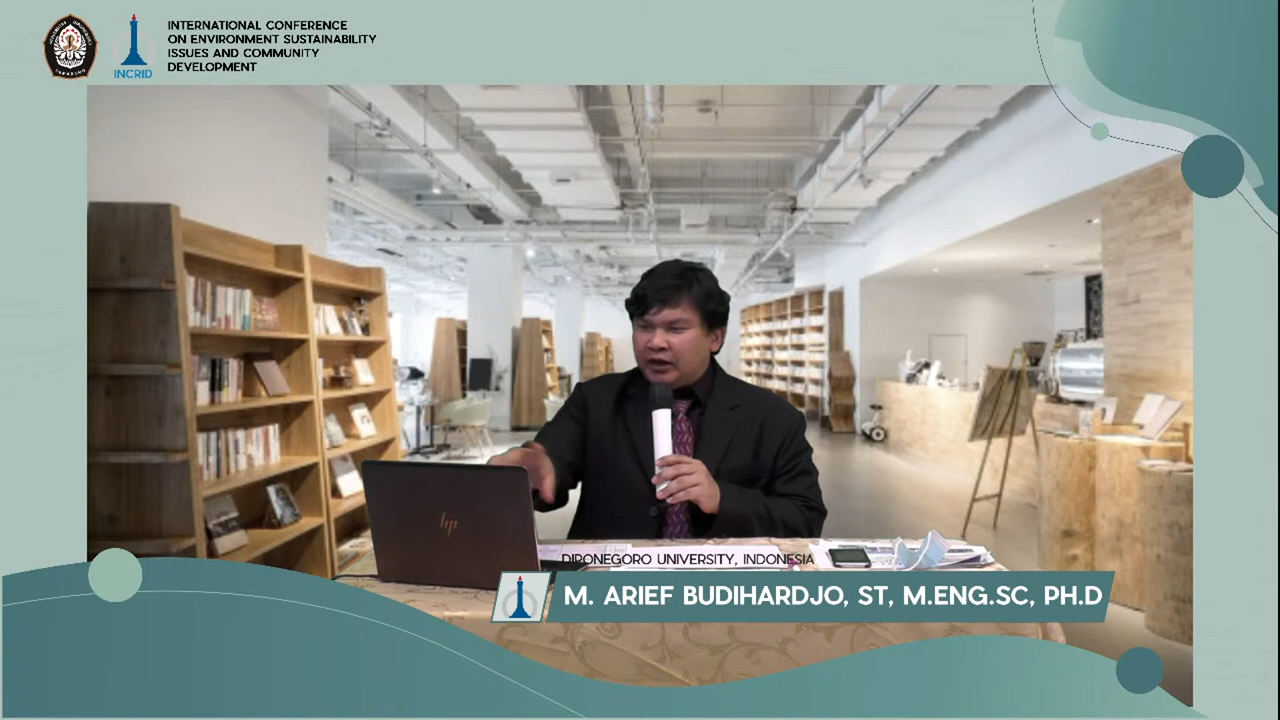 INCRID
INTERNATIONAL CONFERENCE
ON ENVIRONMENT SUSTAINABILITY
ISSUES AND COMMUNITY
DEVELOPMENT
hp
DIPONEGORO UNIVERSITY, INDONESIA
M. ARIEF BUDIHARDJO, ST, M.ENG.SC, PH.D